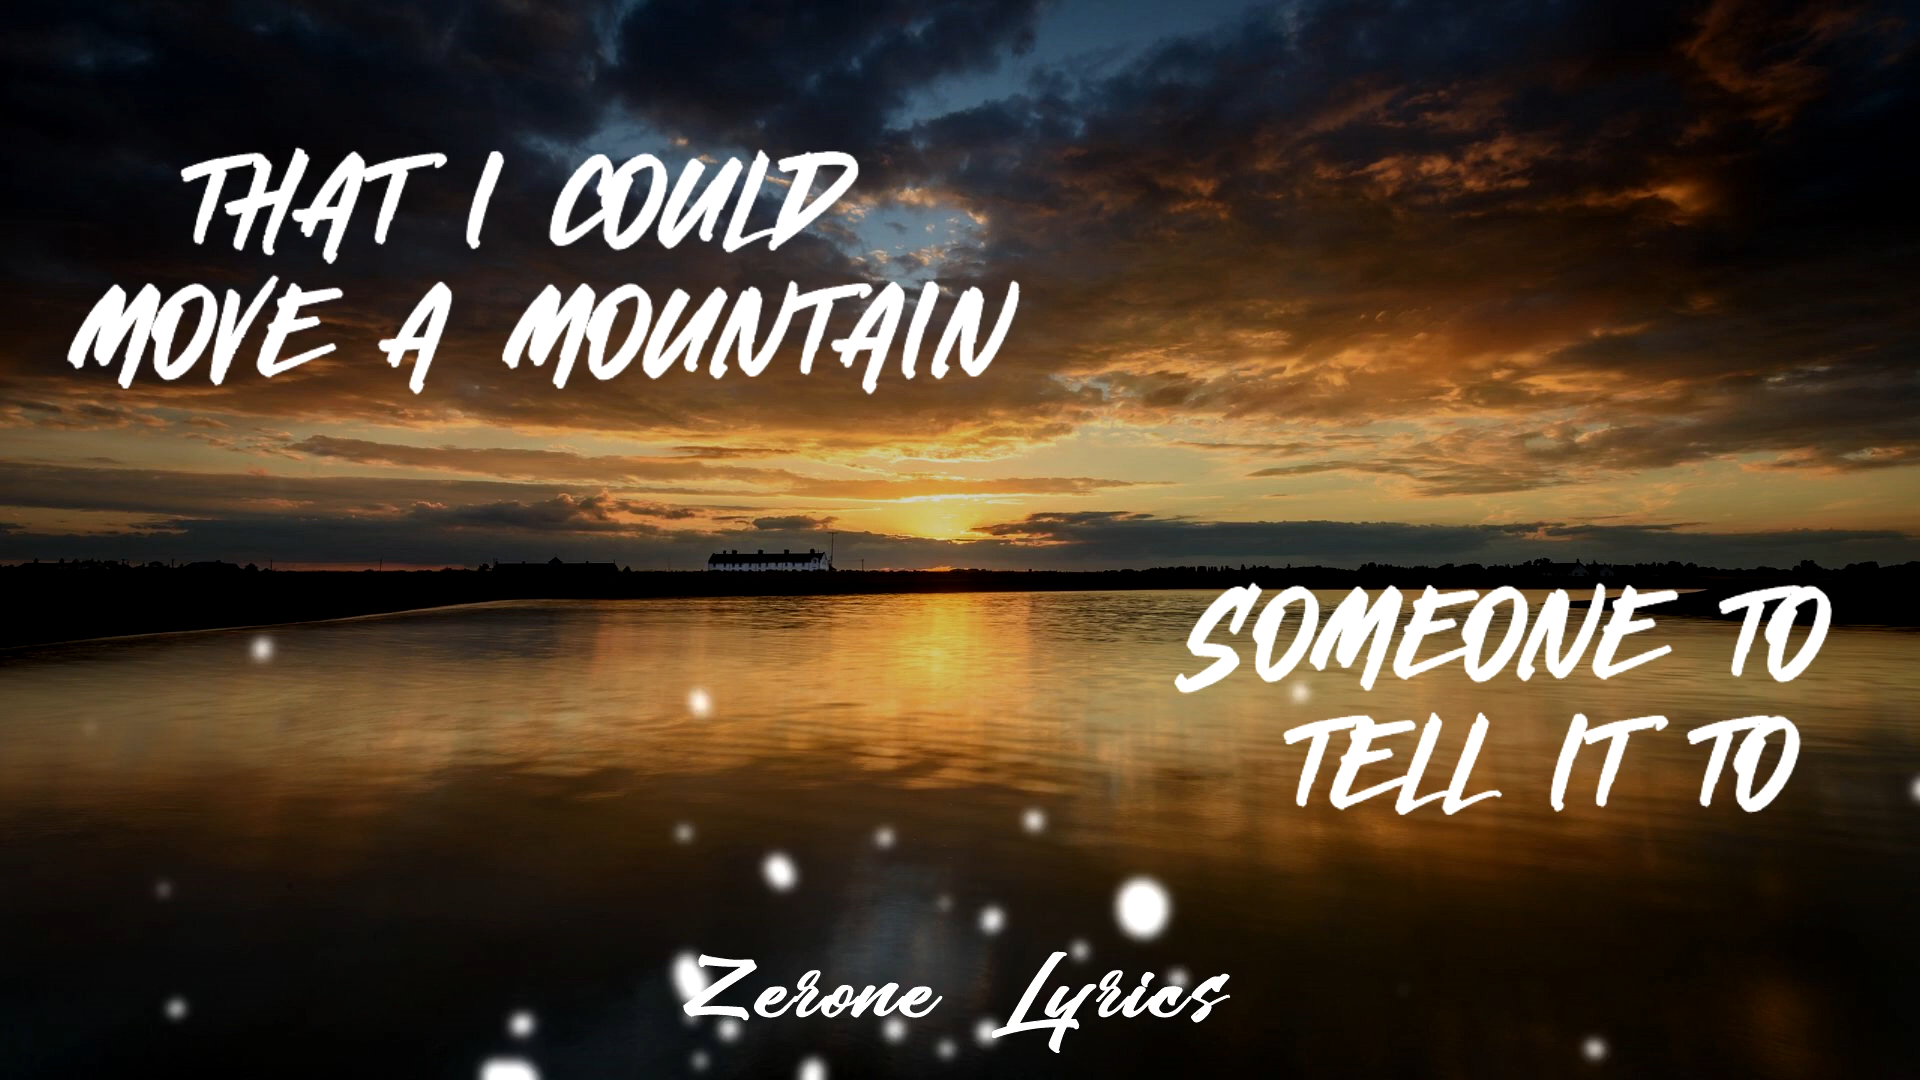 THAT I COULD
MOVE A MOUNTAIN
SOMEONE TO
TELL IT TO
Zerone Lyrics